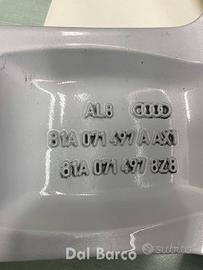 AL8
81A 071 497 A AX1
81A 071 497 8Z8
Dal Barco
subito